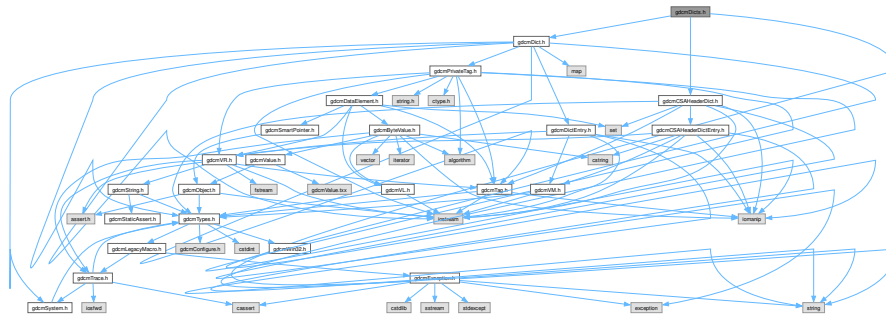 gdcmDicts.h
gdcmDict.h
gdcmPrivateTag.h
map
gdcmDataElement.h
string.h
ctype.h
gdcmCSAHeaderDict.h
gdcmSmartPointer.h
gdcmByteValue.h
gdcmDictEntry.h
set
gdcmCSAHeaderDictEntry.h
gdcmVR.h
gdcmValue.h
vector
iterator
algorithm
cstring
gdcmString.h
gdcmObject.h
fstream
gdcmValue.txx
gdcmVL.h
gdcmTag.h
gdcmVM.h
assert.h
gdcmStaticAssert.h
gdcmTypes.h
iostream
iomanip
gdcmLegacyMacro.h
gdcmConfigure.h
cstdint
gdcmWin32.h
gdcmTrace.h
gdcmException.h
gdcmSystem.h
iosfwd
cassert
cstdlib
sstream
stdexcept
exception
string